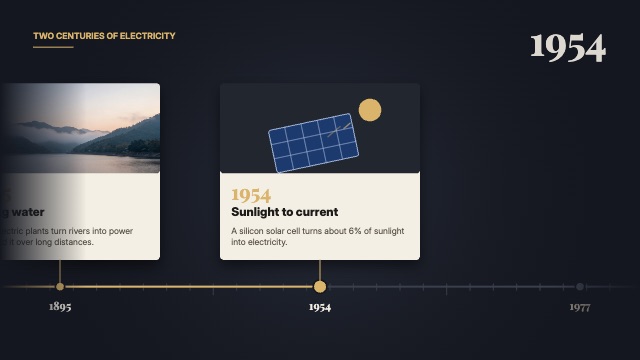 TWO CENTURIES OF ELECTRICITY
1954
water
plants turn rivers into power
it over long distances.
1954
Sunlight to current
A silicon solar cell turns about 6% of sunlight
into electricity.
1895
1954
1977